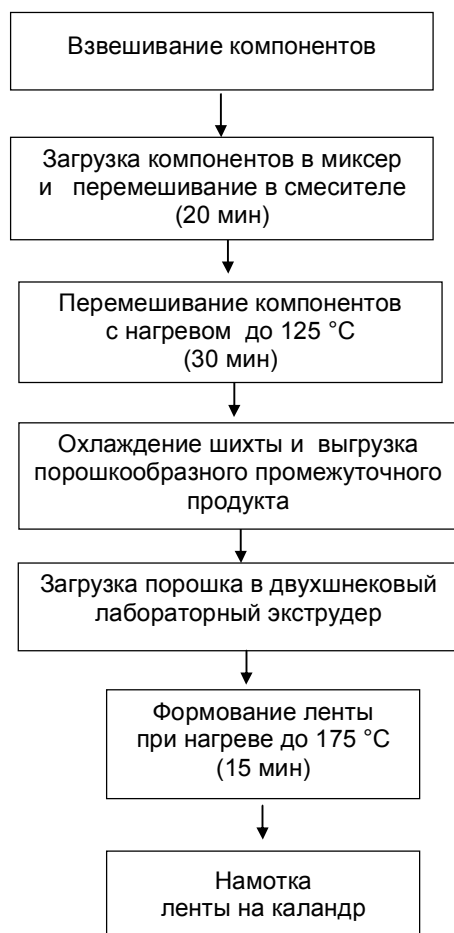 Взвешивание компонентов
Загрузка компонентов в миксер
и перемешивание в смесителе
(20 мин)
Перемешивание компонентов
с нагревом до 125 °С
(30 мин)
Охлаждение шихты и выгрузка
порошкообразного промежуточного
продукта
Загрузка порошка в двухшнековый
лабораторный экструдер
Формование ленты
при нагреве до 175 °С
(15 мин)
Намотка
ленты на каландр